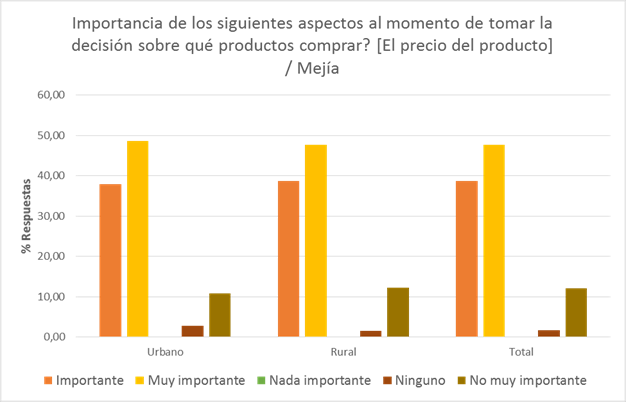 Importancia de los siguientes aspectos al momento de tomar la
decisión sobre qué productos comprar? [El precio del producto]
/ Mejía
60,00
50,00
40,00
30,00
20,00
10,00
0,00
% Respuestas
Urbano Rural Total
Importante Muy importante Nada importante Ninguno No muy importante